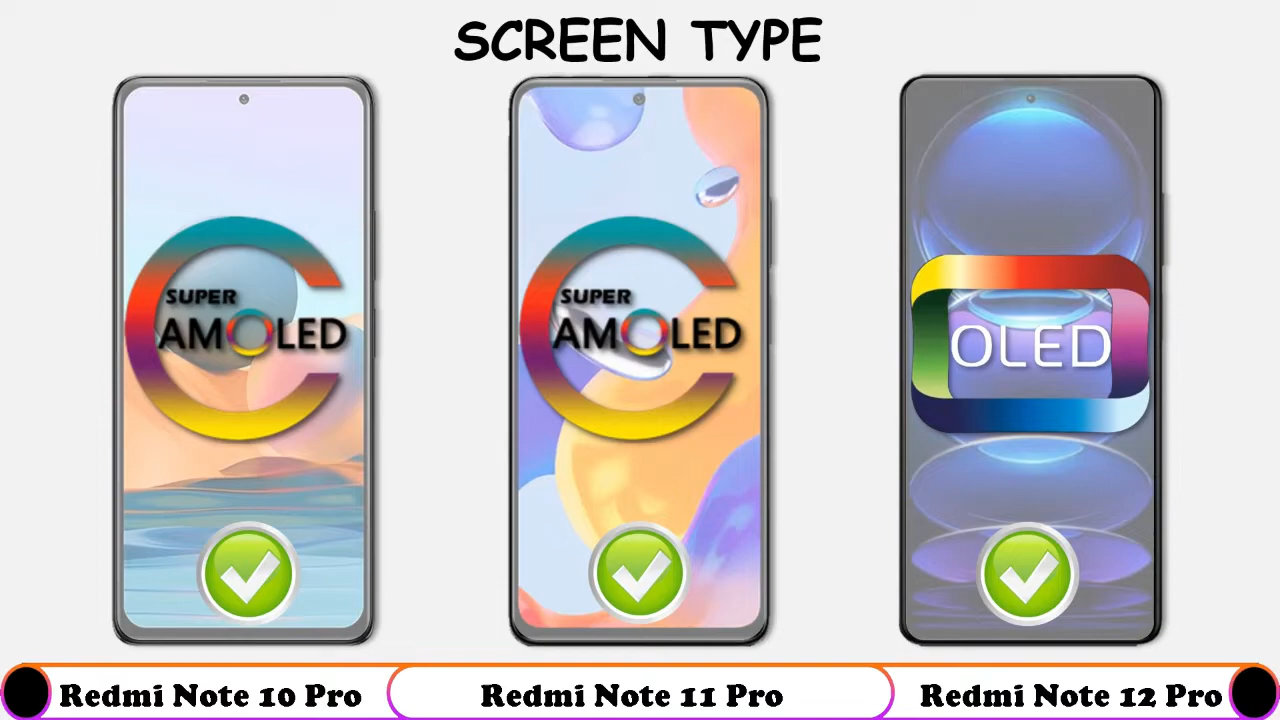 SCREEN TYPE
SUPER
AMOLED
SUPER
AMOLED
OLED
Redmi Note 10 Pro
Redmi Note 11 Pro
Redmi Note 12 Pro